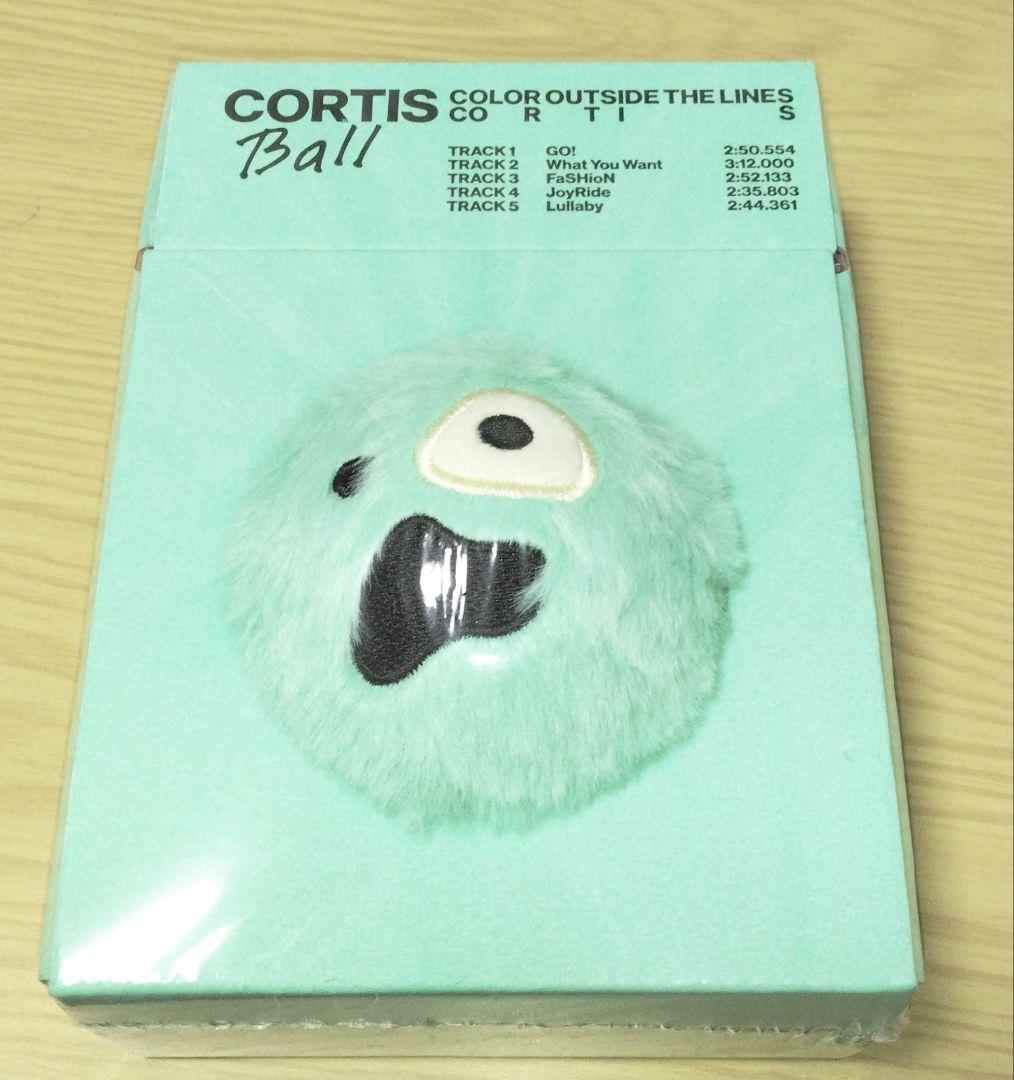 CORTIS
Ball
COLOR OUTSIDE THE LINES
CO R T I S
TRACK 1 GO! 2:50.554
TRACK 2 What You Want 3:12.000
TRACK 3 FaSHioN 2:52.133
TRACK 4 JoyRide 2:35.803
TRACK 5 Lullaby 2:44.361